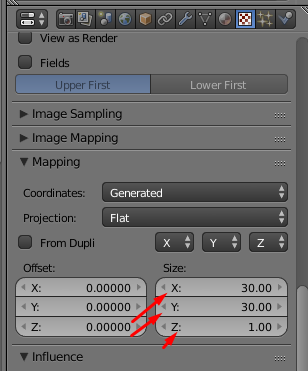 View as Render
Fields
Upper First Lower First
Image Sampling
Image Mapping
Mapping
Coordinates: Generated
Projection: Flat
From Dupli X Y Z
Offset: Size:
X: 0.00000 X: 30.00
Y: 0.00000 Y: 30.00
Z: 0.00000 Z: 1.00
Influence